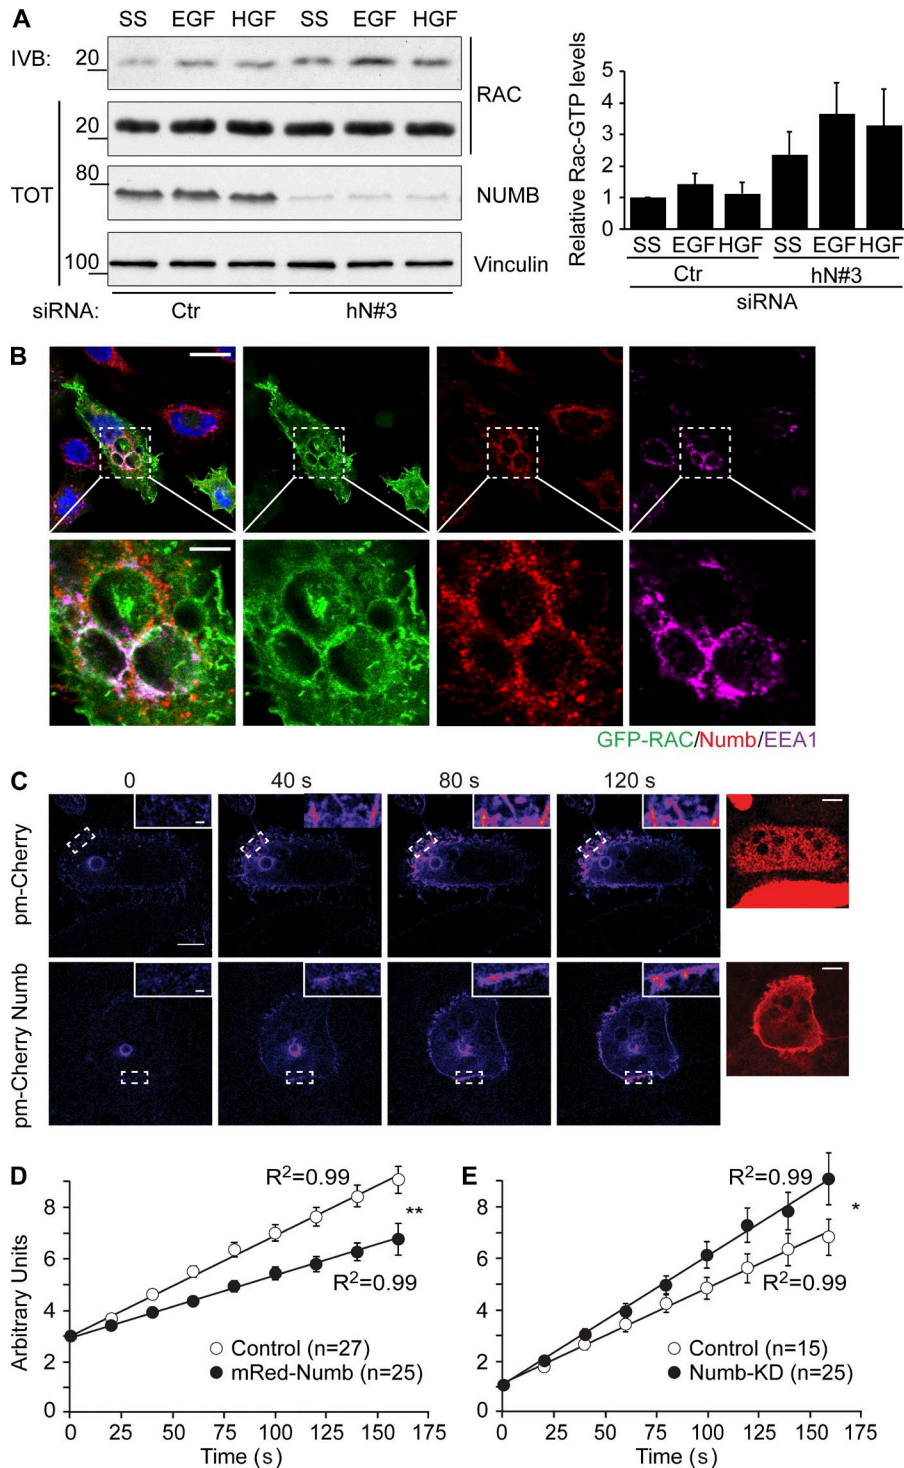 A
SS EGF HGF SS EGF HGF
IVB:
20
RAC
20
TOT
80
NUMB
100
Vinculin
siRNA: Ctr hN#3
Relative Rac-GTP levels
5
4
3
2
1
0
SS EGF HGF SS EGF HGF
Ctr hN#3
siRNA
B
GFP-RAC/Numb/EEA1
C
0 40 s 80 s 120 s
pm-Cherry
pm-Cherry Numb
D
Arbitrary Units
8
6
4
2
0
R²=0.99
**
R²=0.99
Control (n=27)
mRed-Numb (n=25)
0 25 50 75 100 125 150 175
Time (s)
E
8
6
4
2
0
R²=0.99
*
R²=0.99
Control (n=15)
Numb-KD (n=25)
0 25 50 75 100 125 150 175
Time (s)